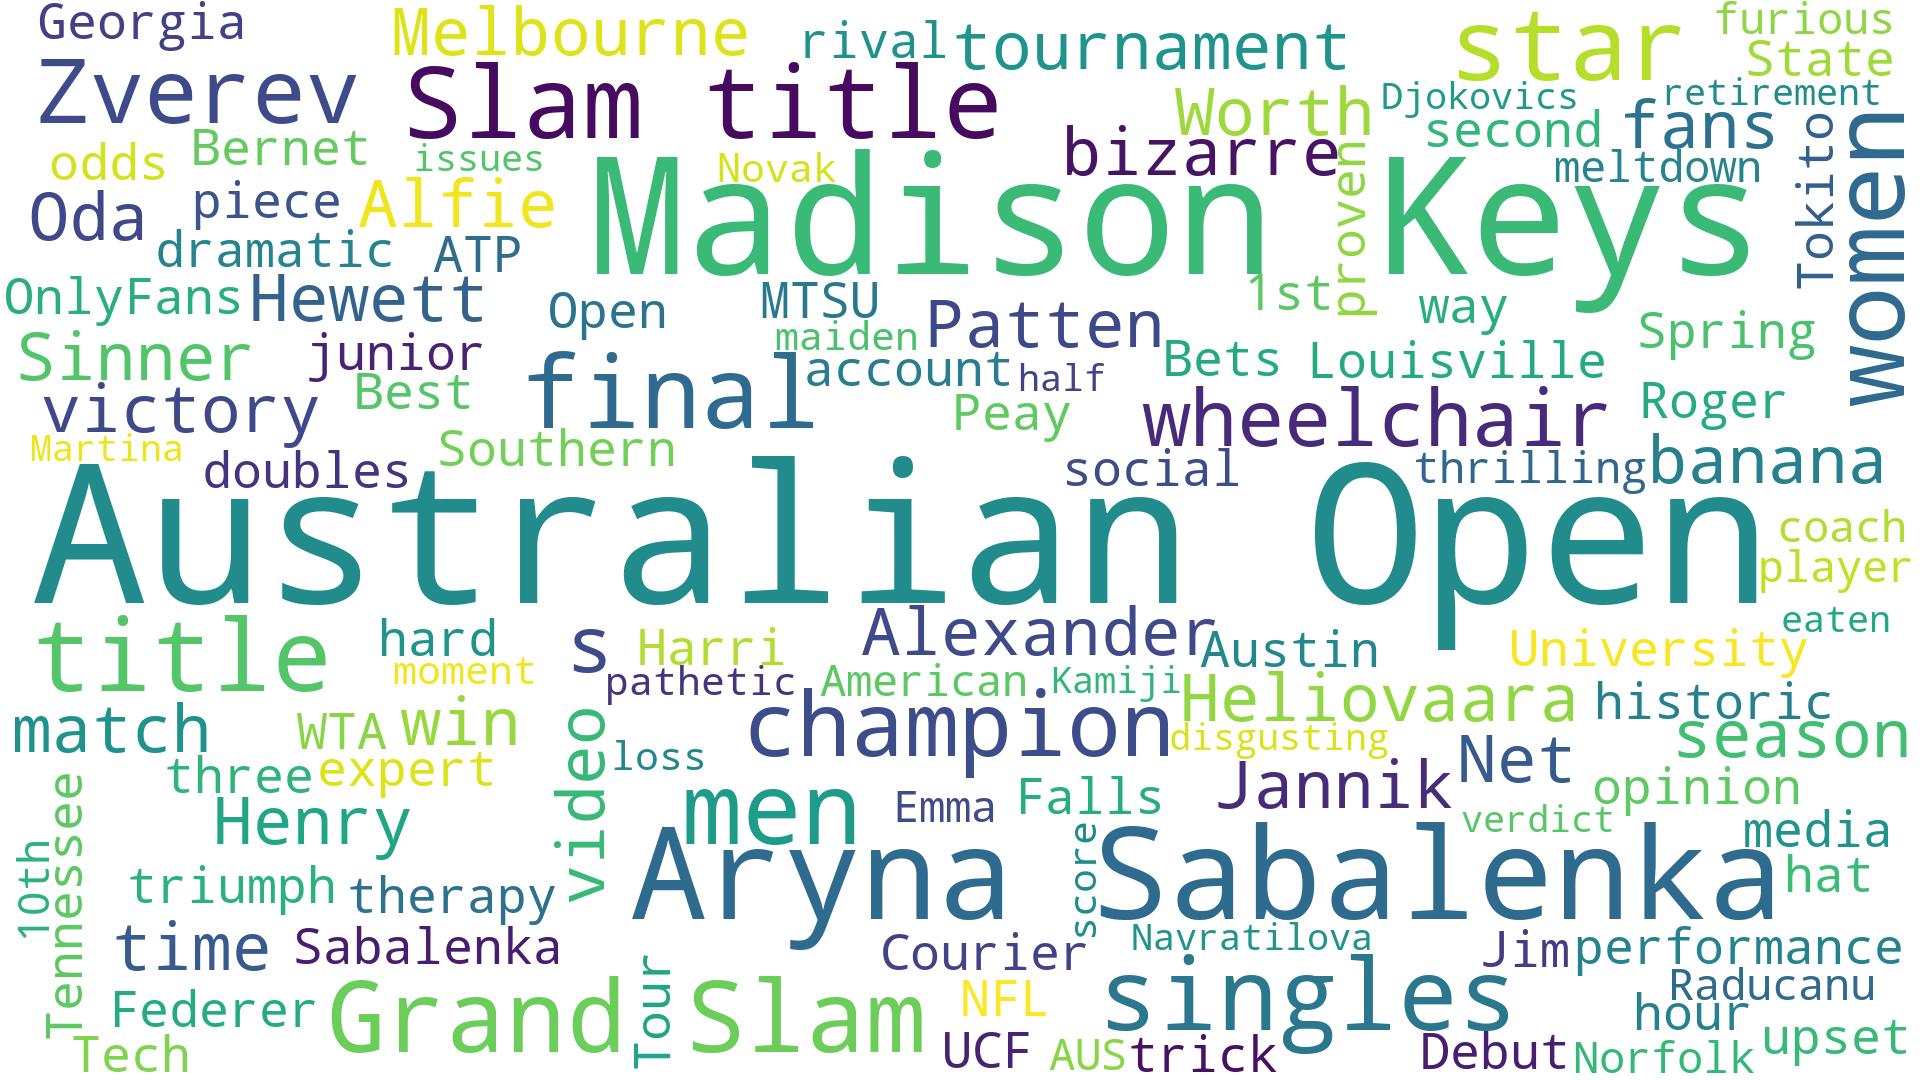 Georgia
Melbourne
rival
tournament
star
furious
State
Zverev
Slam title
Worth
Djokovics
retirement
second
fans
odds
Bernet
issues
Novak
bizarre
meltdown
Tokito
women
Oda
piece
Alfie
Madison Keys
proven
dramatic
ATP
OnlyFans
Hewett
Open
MTSU
1st
way
Patten
Spring
maiden
Sinner
junior
Best
final
account
half
Bets
Louisville
victory
Peay
wheelchair
Roger
Martina
doubles
Southern
social
thrilling
banana
Australian Open
coach
player
eaten
title
hard
s
Harri
Alexander
Austin
University
moment
pathetic
American
Kamiji
Heliovaara
historic
match
WTA
win
video
loss
champion
disgusting
Net
season
three
expert
Jannik
opinion
Tennessee
Henry
men
Emma
Falls
verdict
media
10th
Aryna Sabalenka
score
hat
triumph
therapy
time
Sabalenka
Courier
Navratilova
Jim
performance
Federer
Grand Slam
Tour
NFL
singles
Raducanu
hour
Tech
UCF
AUS
trick
Debut
Norfolk
upset